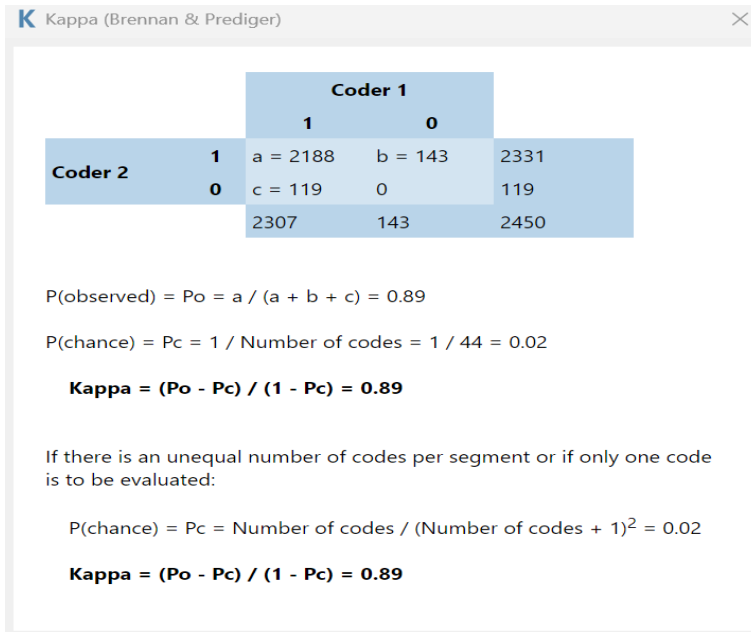 K Kappa (Brennan & Prediger)
Coder 1
1 0
Coder 2 1 a = 2188 b = 143 2331
0 c = 119 0 119
2307 143 2450
P(observed) = Po = a / (a + b + c) = 0.89
P(chance) = Pc = 1 / Number of codes = 1 / 44 = 0.02
Kappa = (Po - Pc) / (1 - Pc) = 0.89
If there is an unequal number of codes per segment or if only one code
is to be evaluated:
P(chance) = Pc = Number of codes / (Number of codes + 1)² = 0.02
Kappa = (Po - Pc) / (1 - Pc) = 0.89